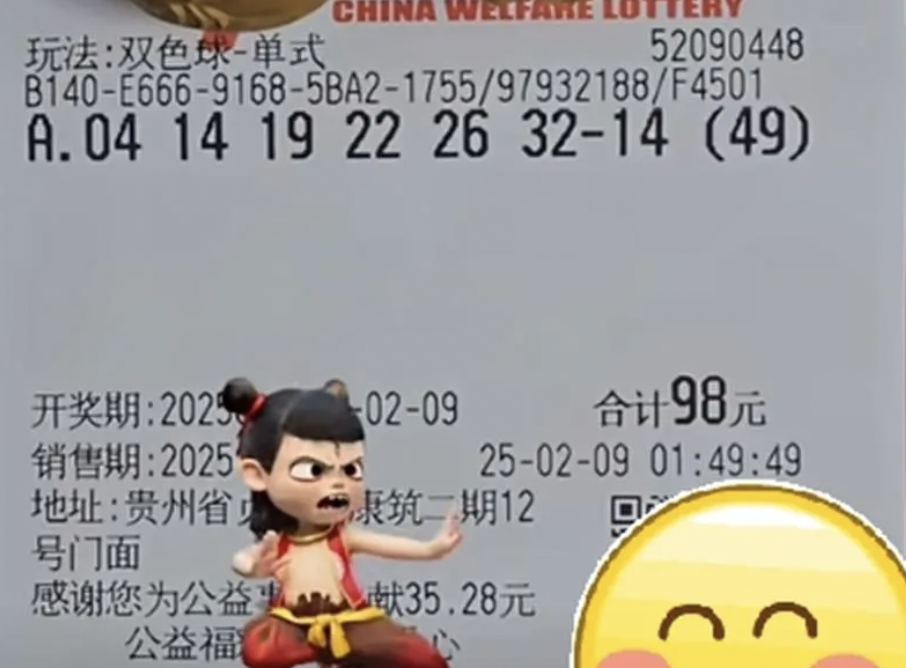 CHINA WELFARE LOTTERY
玩法:双色球-单式 52090448
B140-E666-9168-5BA2-1755/97932188/F4501
A.04 14 19 22 26 32-14 (49)
开奖期:2025 -02-09 合计98元
销售期:2025 25-02-09 01:49:49
地址:贵州省 康筑二期12
号门面
感谢您为公益 献35.28元
公益福 心